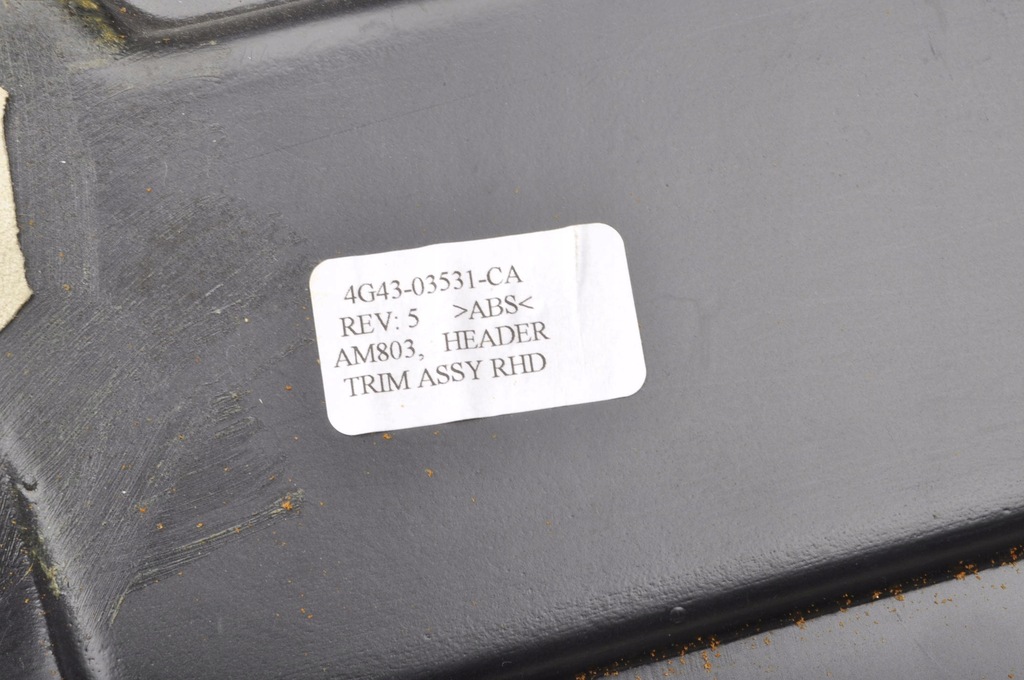 4G43-03531-CA
REV: 5 >ABS<
AM803, HEADER
TRIM ASSY RHD